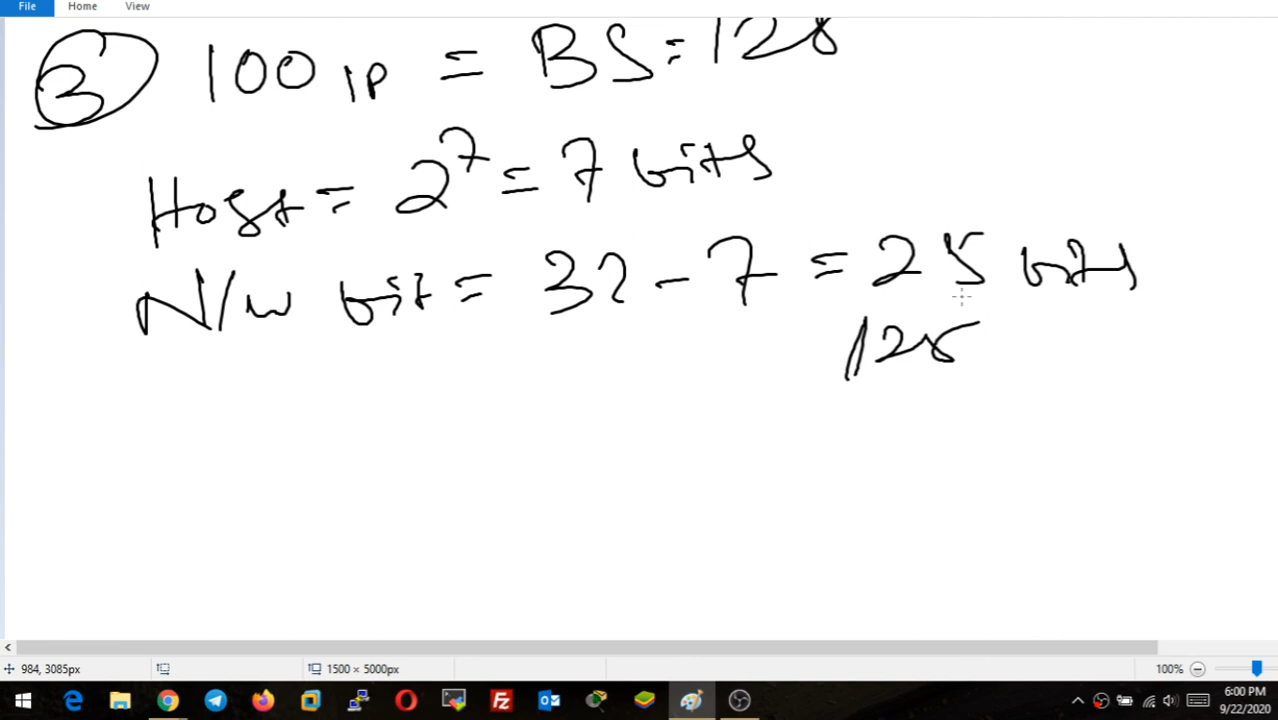 File Home View
③ 100 IP = BS = 128
Host = 2^7 = 7 bits
N/w bit = 32 - 7 = 25 bits
/25
984, 3085px 1500 × 5000px 100%
6:00 PM
9/22/2020